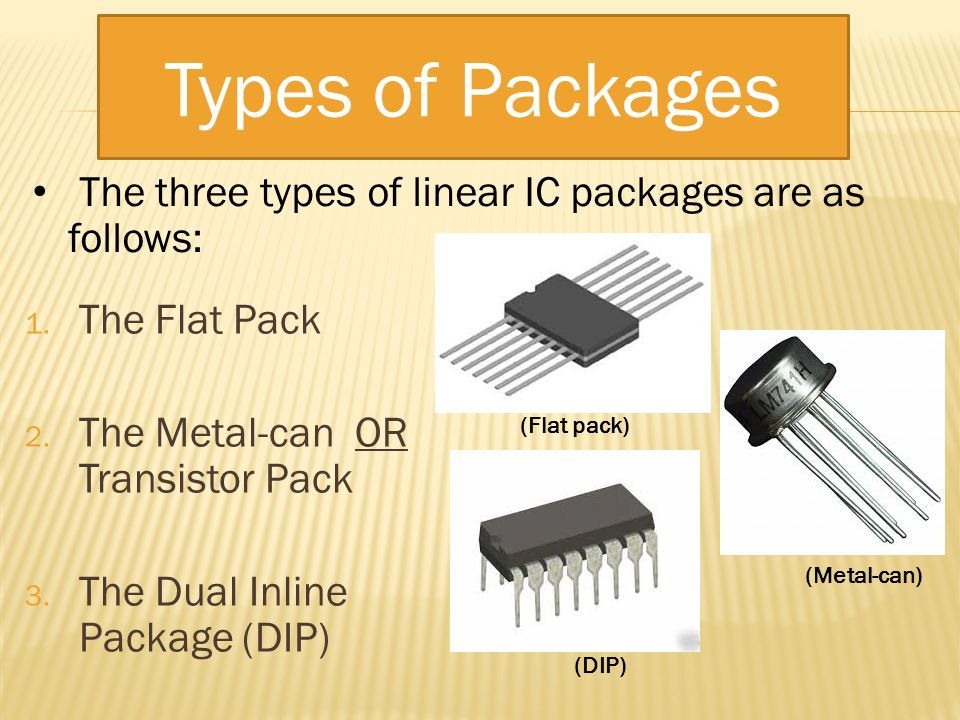 Types of Packages
• The three types of linear IC packages are as
follows:
1. The Flat Pack
2. The Metal-can OR
Transistor Pack
3. The Dual Inline
Package (DIP)
(Flat pack)
LM741H
(Metal-can)
(DIP)